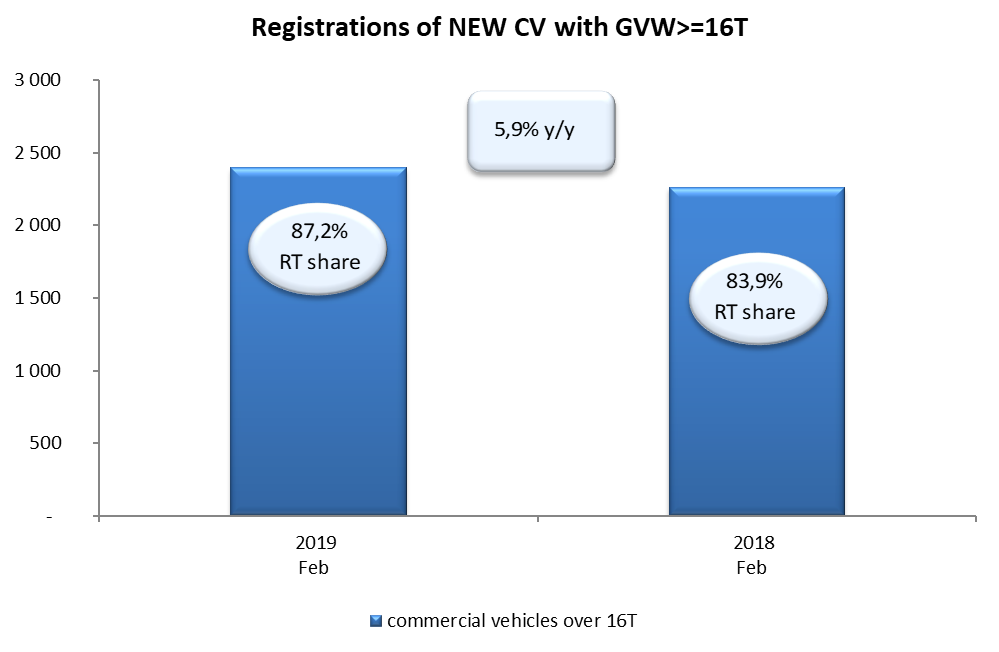 Registrations of NEW CV with GVW>=16T
3 000
2 500
2 000
1 500
1 000
500
-
5,9% y/y
87,2%
RT share
83,9%
RT share
2019
Feb
2018
Feb
commercial vehicles over 16T